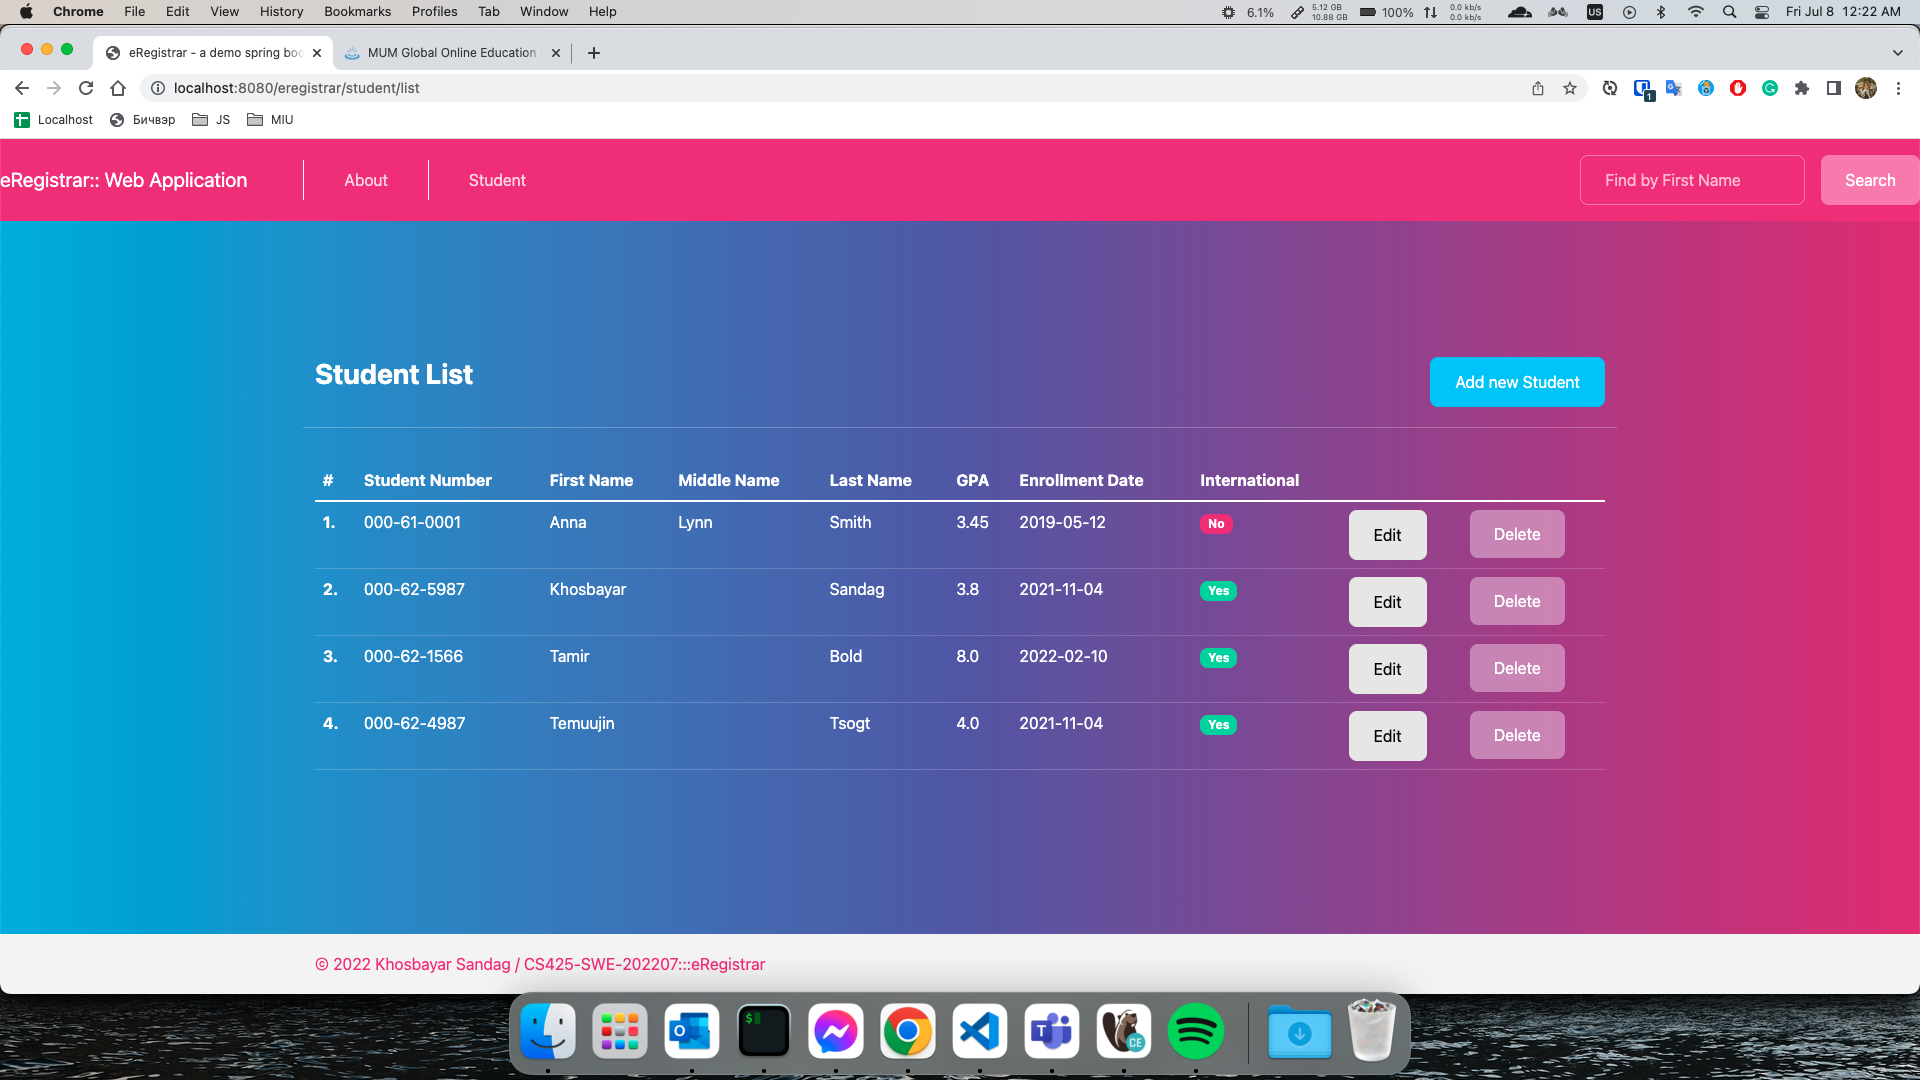 Chrome File Edit View History Bookmarks Profiles Tab Window Help 6.1% 5.12 GB 10.88 GB 100% 0.0 kb/s 0.0 kb/s US Fri Jul 8 12:22 AM
eRegistrar - a demo spring boo MUM Global Online Education
localhost:8080/eregistrar/student/list 1
Localhost Бичвэр JS MIU
eRegistrar:: Web Application About Student Find by First Name Search
Student List Add new Student
# Student Number First Name Middle Name Last Name GPA Enrollment Date International
1. 000-61-0001 Anna Lynn Smith 3.45 2019-05-12 No Edit Delete
2. 000-62-5987 Khosbayar Sandag 3.8 2021-11-04 Yes Edit Delete
3. 000-62-1566 Tamir Bold 8.0 2022-02-10 Yes Edit Delete
4. 000-62-4987 Temuujin Tsogt 4.0 2021-11-04 Yes Edit Delete
© 2022 Khosbayar Sandag / CS425-SWE-202207:::eRegistrar
$ CE